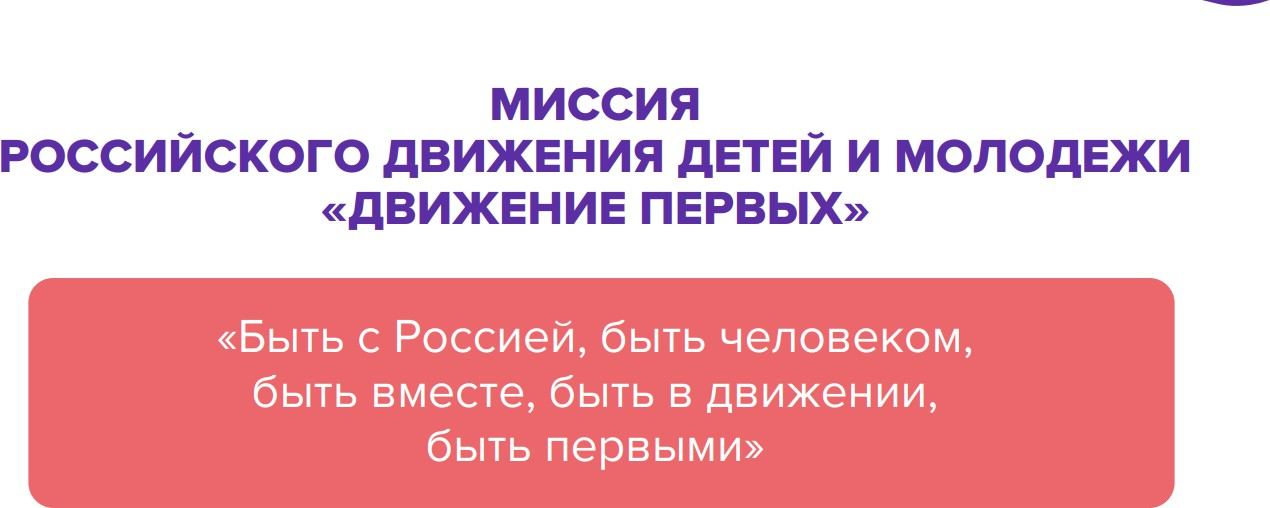 МИССИЯ
РОССИЙСКОГО ДВИЖЕНИЯ ДЕТЕЙ И МОЛОДЕЖИ
«ДВИЖЕНИЕ ПЕРВЫХ»
«Быть с Россией, быть человеком,
быть вместе, быть в движении,
быть первыми»